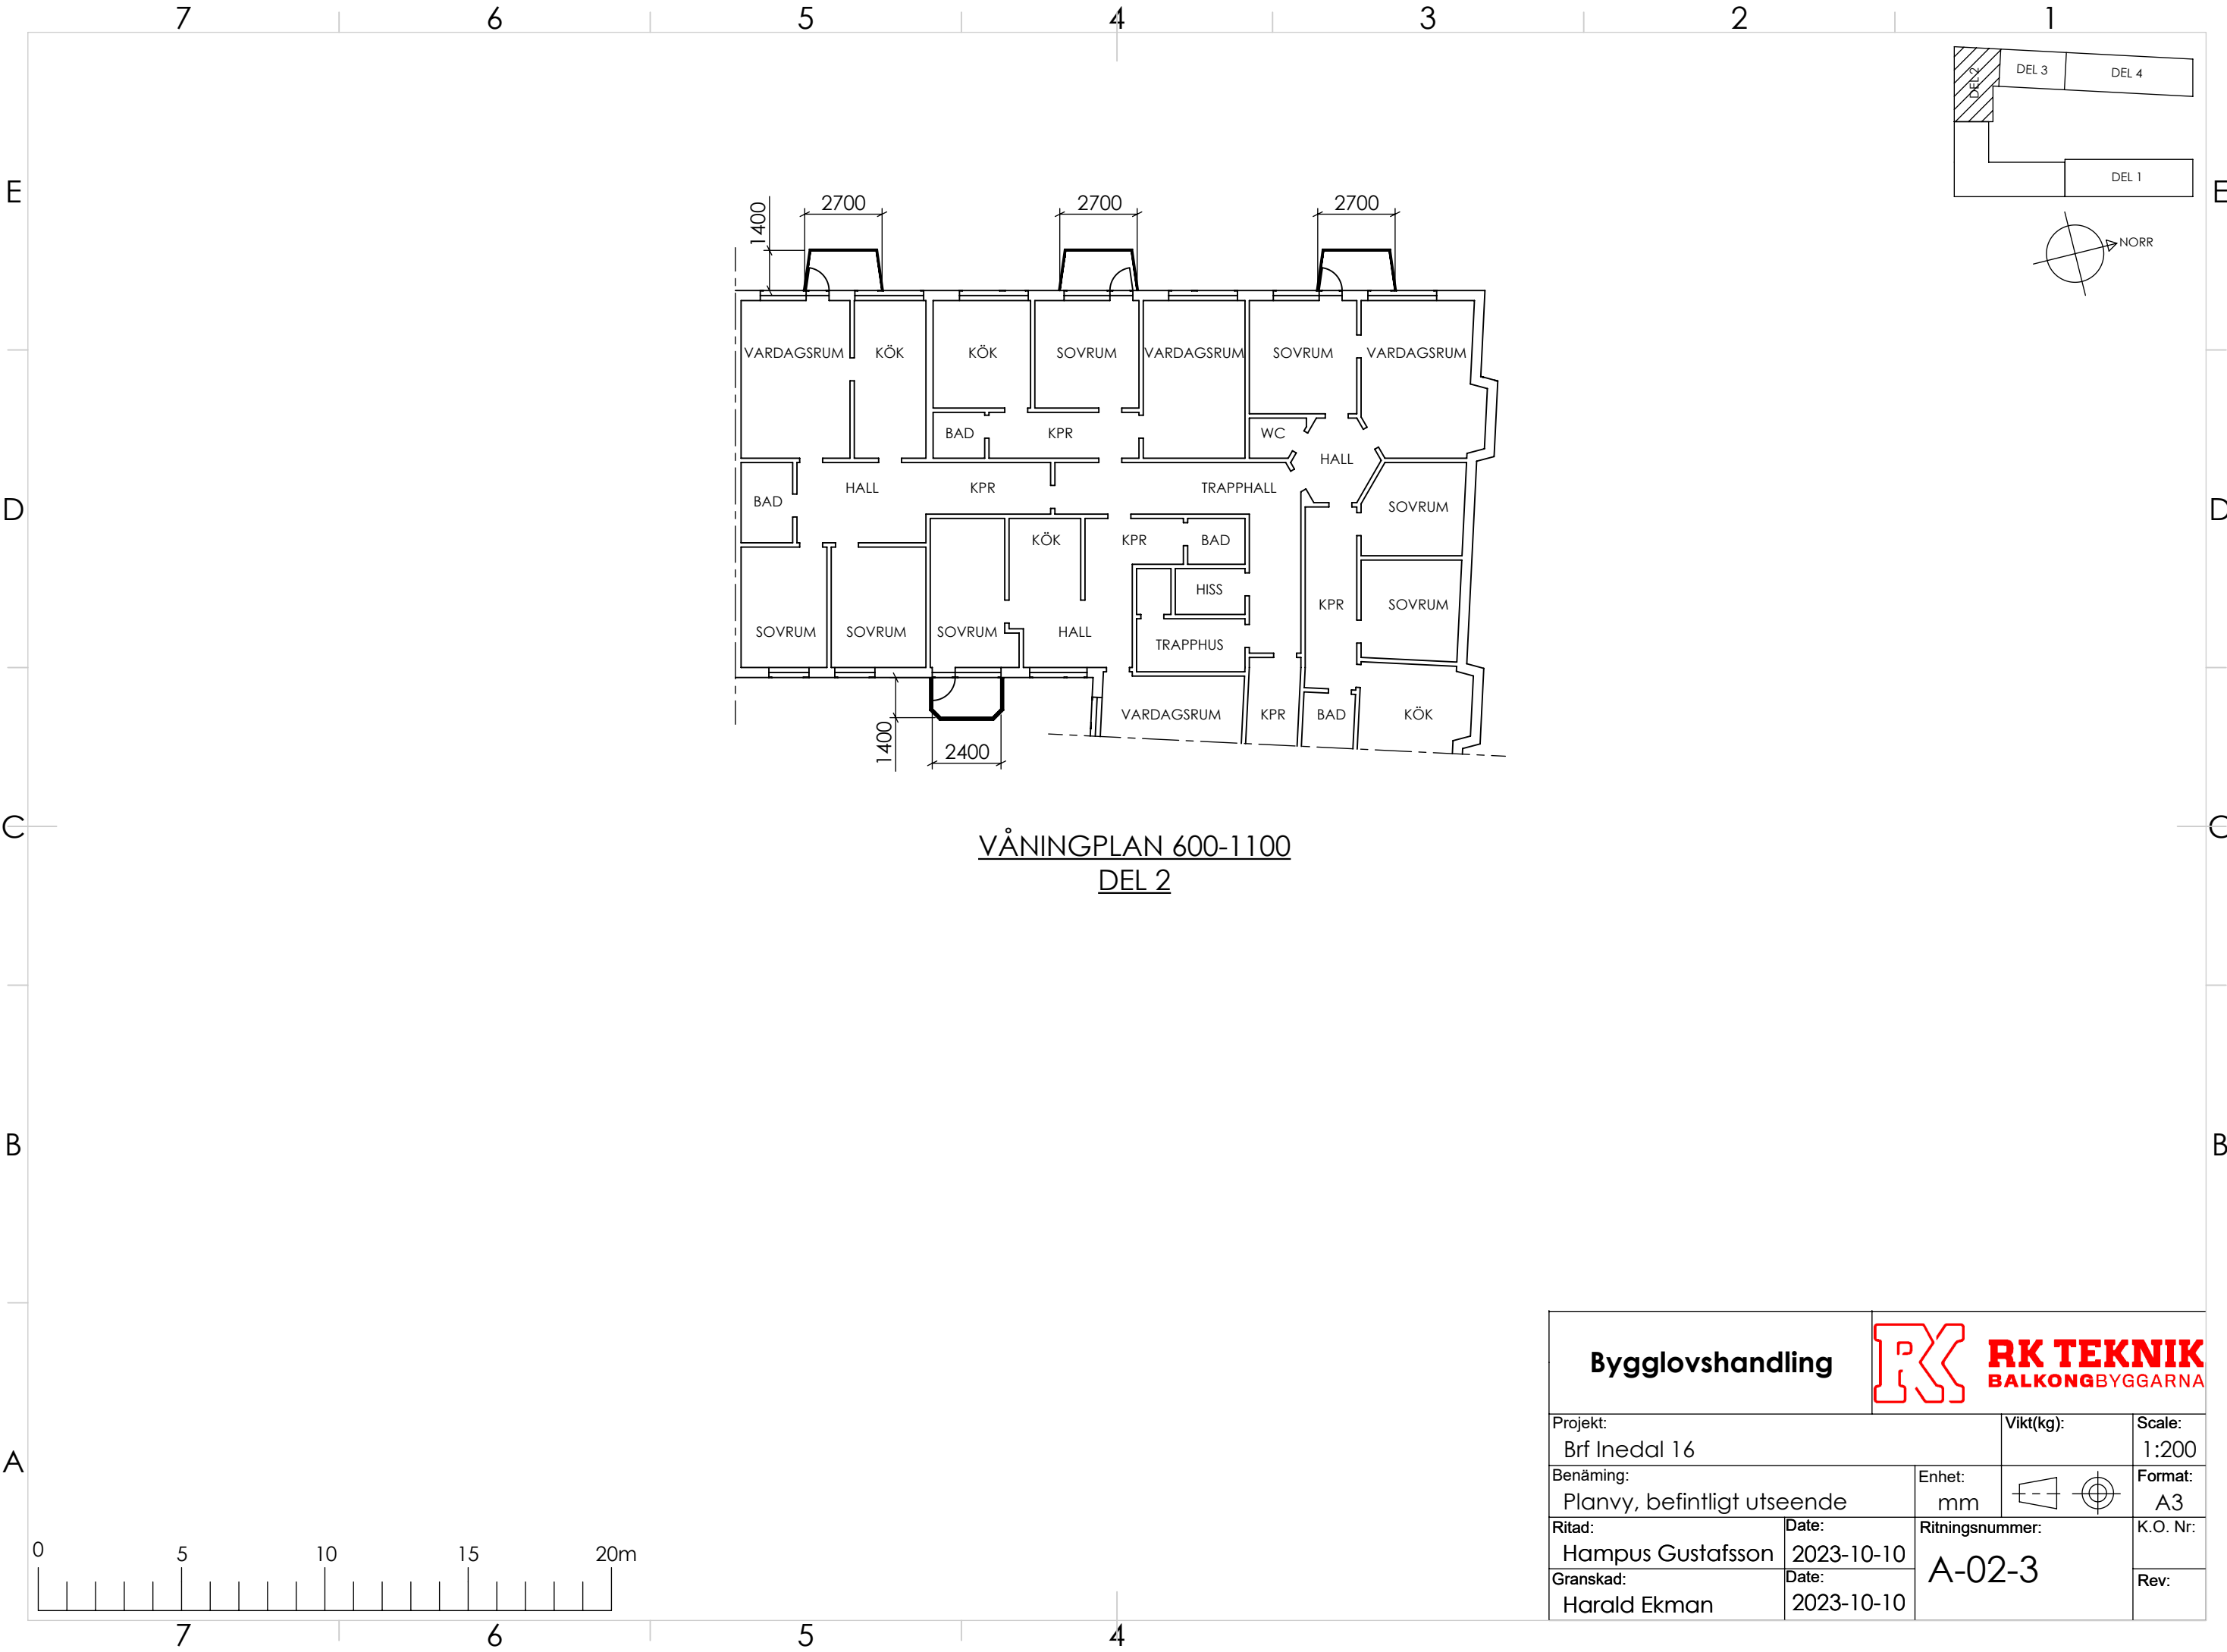 7 6 5 4 3 2 1
DEL 2
DEL 3
DEL 4
DEL 1
NORR
E E
1400
2700
2700
2700
VARDAGSRUM KÖK KÖK SOVRUM VARDAGSRUM SOVRUM VARDAGSRUM
BAD KPR WC
HALL
BAD HALL KPR TRAPPHALL
SOVRUM
D D
KÖK KPR BAD
HISS
KPR SOVRUM
SOVRUM SOVRUM SOVRUM HALL
TRAPPHUS
VARDAGSRUM KPR BAD KÖK
1400
2400
C C
VÅNINGPLAN 600-1100
DEL 2
B B
A
Bygglovshandling
RK
RK TEKNIK
BALKONGBYGGARNA
Projekt:
Brf Inedal 16
Vikt(kg):
Scale:
1:200
Benäming:
Planvy, befintligt utseende
Enhet:
mm
Format:
A3
Ritad:
Hampus Gustafsson
Date:
2023-10-10
Ritningsnummer:
A-02-3
K.O. Nr:
Granskad:
Harald Ekman
Date:
2023-10-10
Rev:
0 5 10 15 20m
7 6 5 4